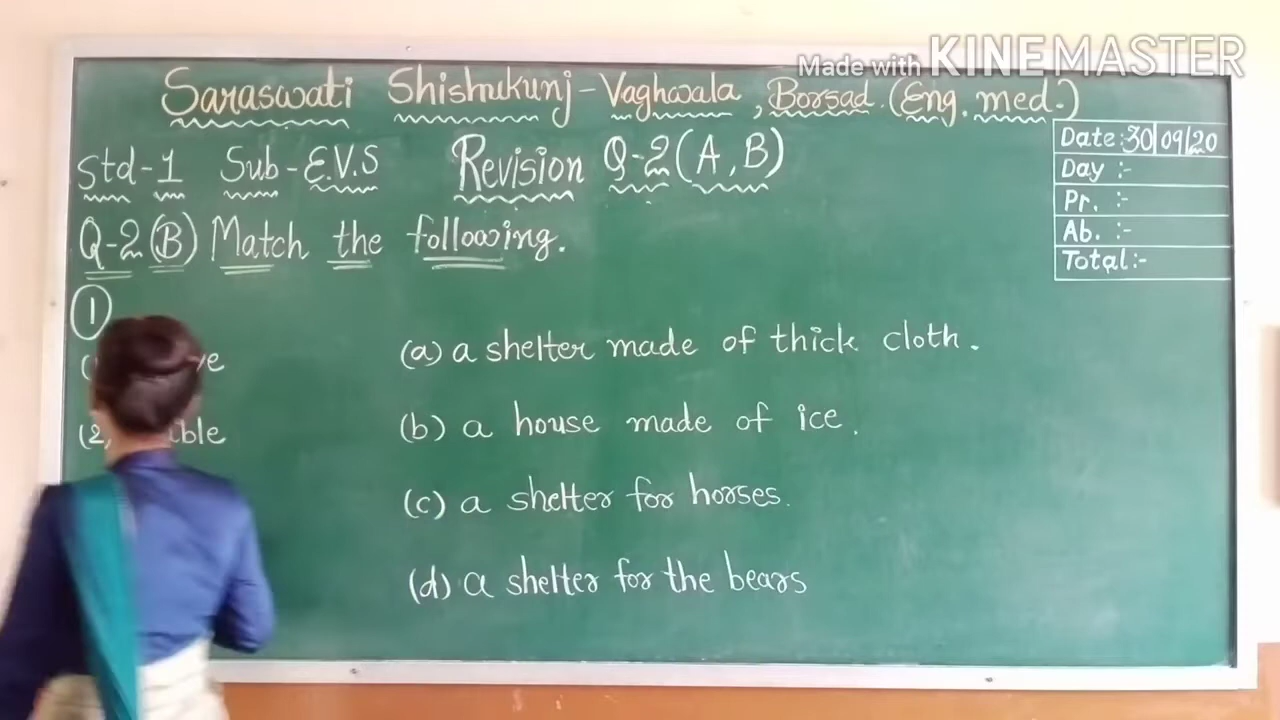 Made with KINEMASTER
Saraswati Shishukunj-Vaghwala, Borsad. (Eng. med.)
Std-1 Sub-E.V.S Revision Q-2(A,B)
Date:30|09|20
Day :-
Pr. :-
Ab. :-
Total:-
Q-2(B) Match the following.
1
(a) a shelter made of thick cloth.
(2)
(b) a house made of ice.
(c) a shelter for horses.
(d) a shelter for the bears